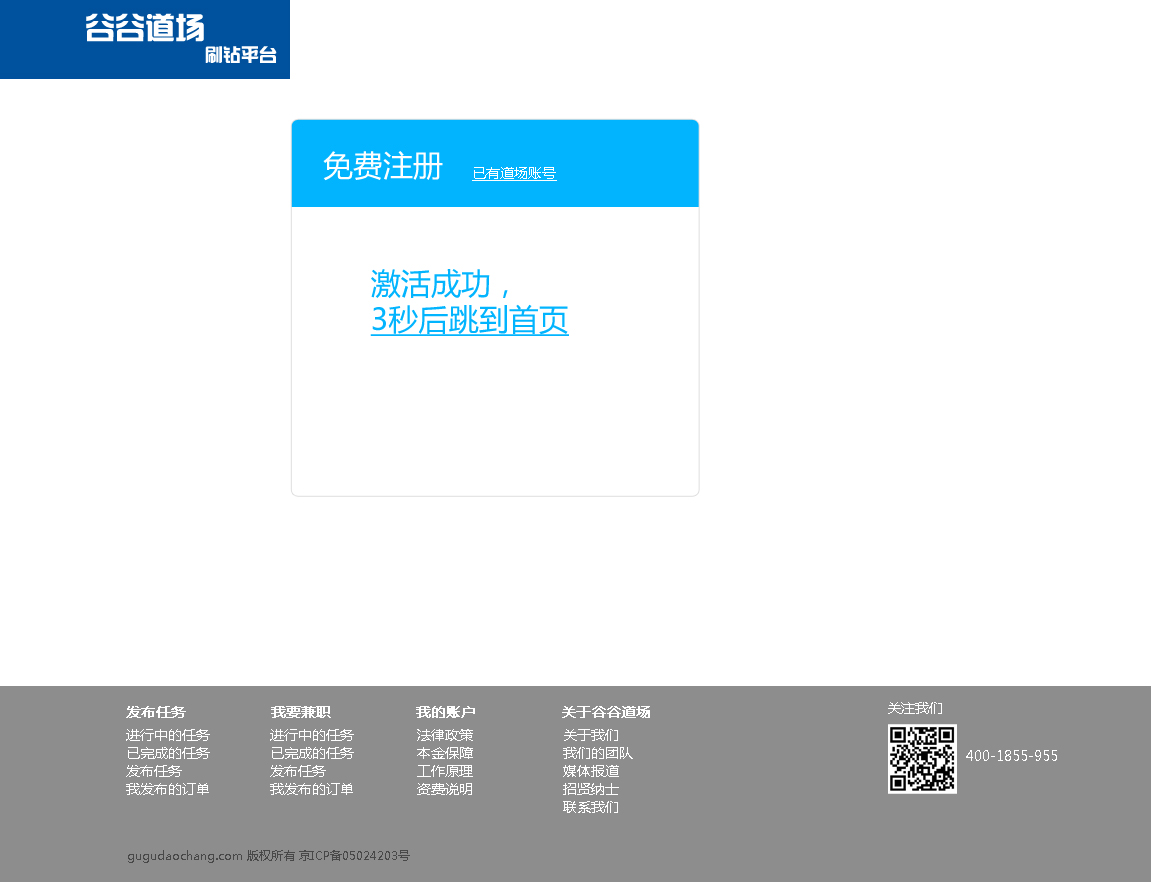 谷谷道场
刷钻平台
免费注册
已有道场账号
激活成功，
3秒后跳到首页
发布任务
进行中的任务
已完成的任务
发布任务
我发布的订单
我要兼职
进行中的任务
已完成的任务
发布任务
我发布的订单
我的账户
法律政策
本金保障
工作原理
资费说明
关于谷谷道场
关于我们
我们的团队
媒体报道
招贤纳士
联系我们
关注我们
400-1855-955
gugudaochang.com 版权所有 京ICP备05024203号